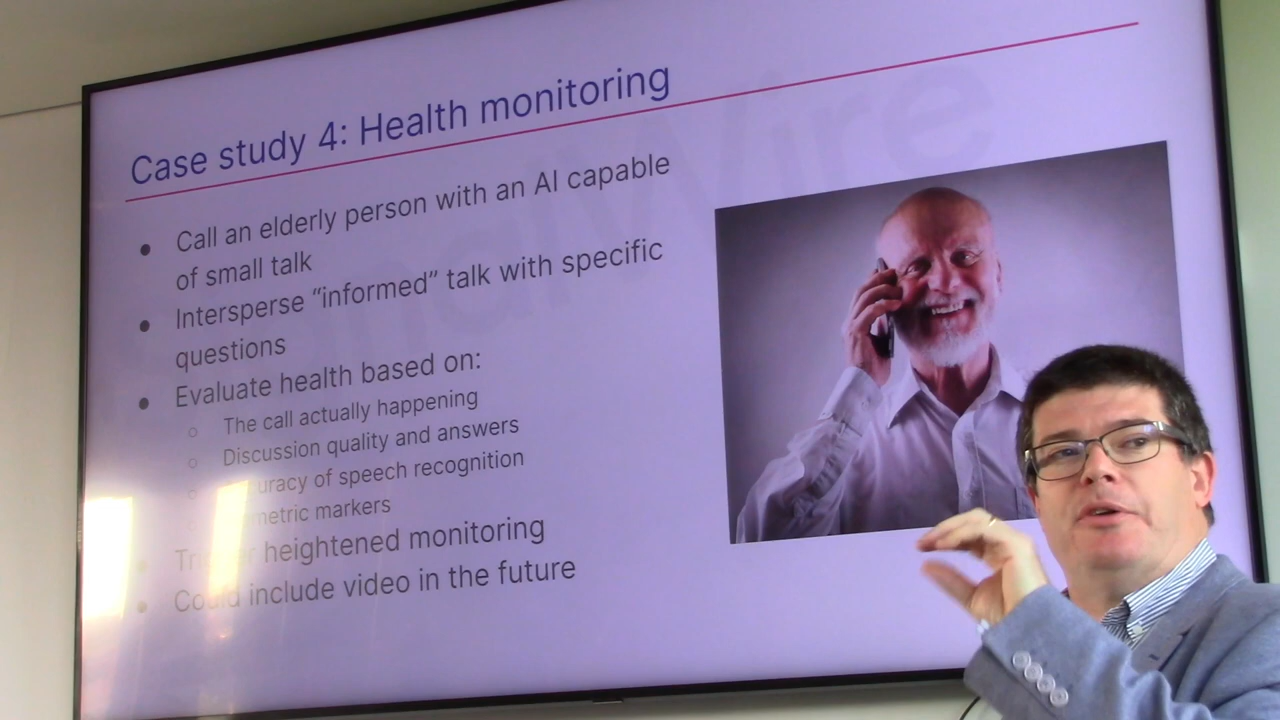 Case study 4: Health monitoring
● Call an elderly person with an AI capable
of small talk
● Intersperse “informed” talk with specific
questions
● Evaluate health based on:
○ The call actually happening
○ Discussion quality and answers
○ of speech recognition
markers
● heightened monitoring
● Could include video in the future